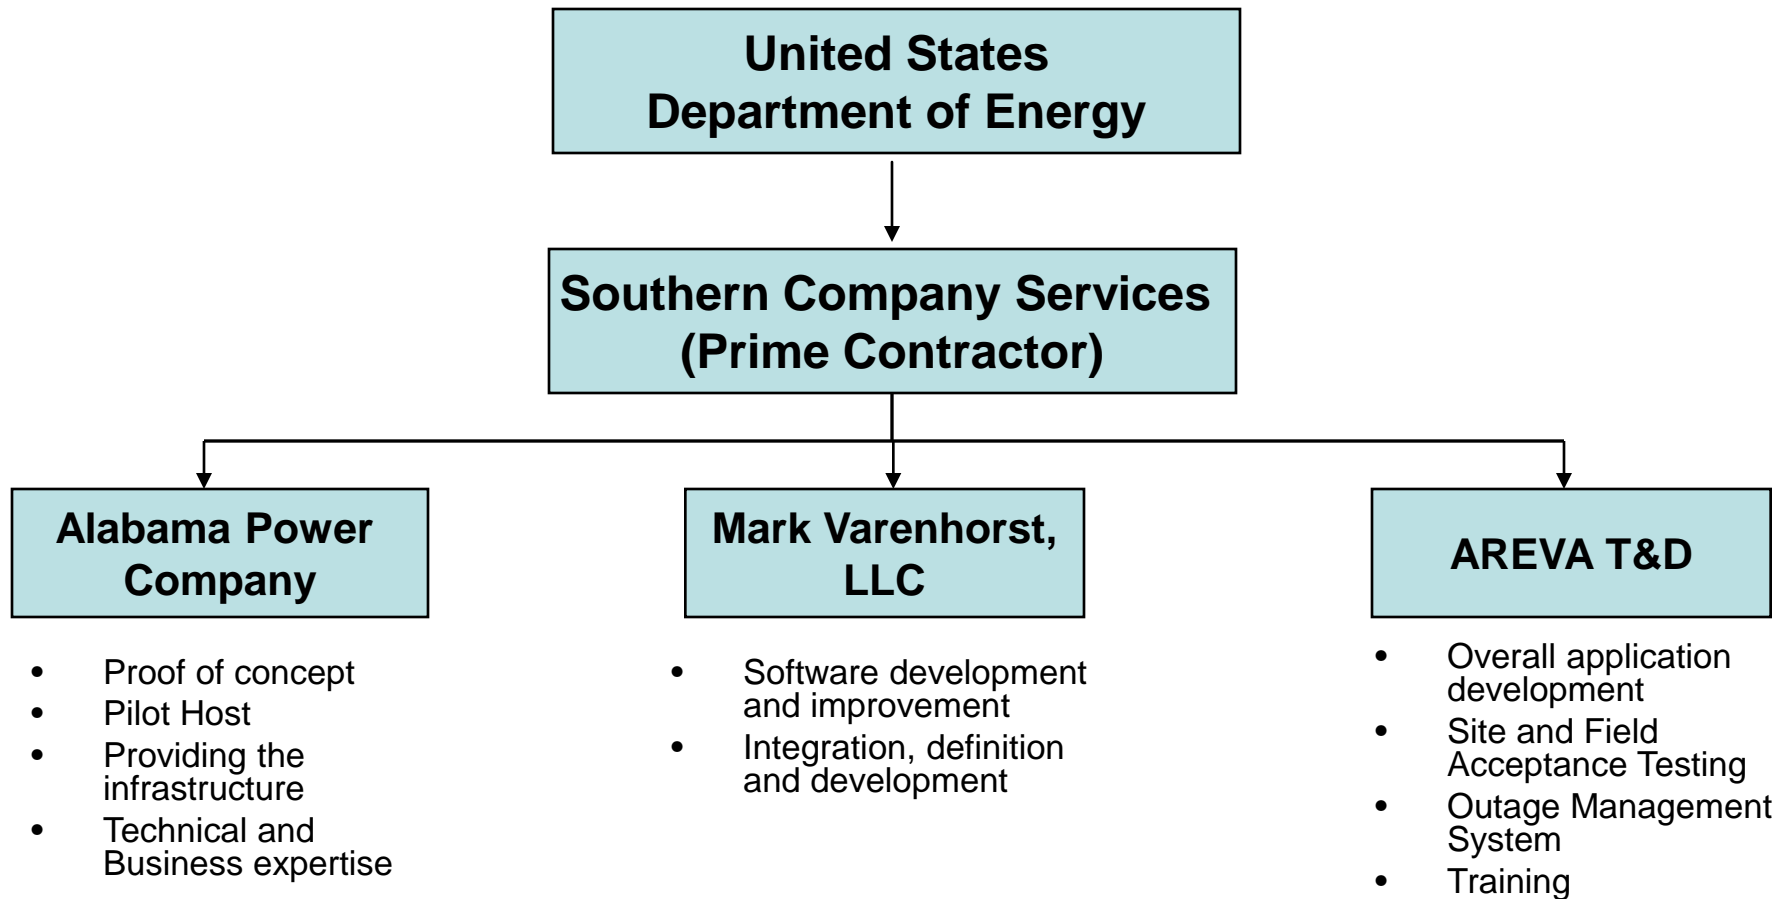 United States
Department of Energy
Southern Company Services
(Prime Contractor)
Alabama Power
Company
• Proof of concept
• Pilot Host
• Providing the
infrastructure
• Technical and
Business expertise
Mark Varenhorst,
LLC
• Software development
and improvement
• Integration, definition
and development
AREVA T&D
• Overall application
development
• Site and Field
Acceptance Testing
• Outage Management
System
• Training